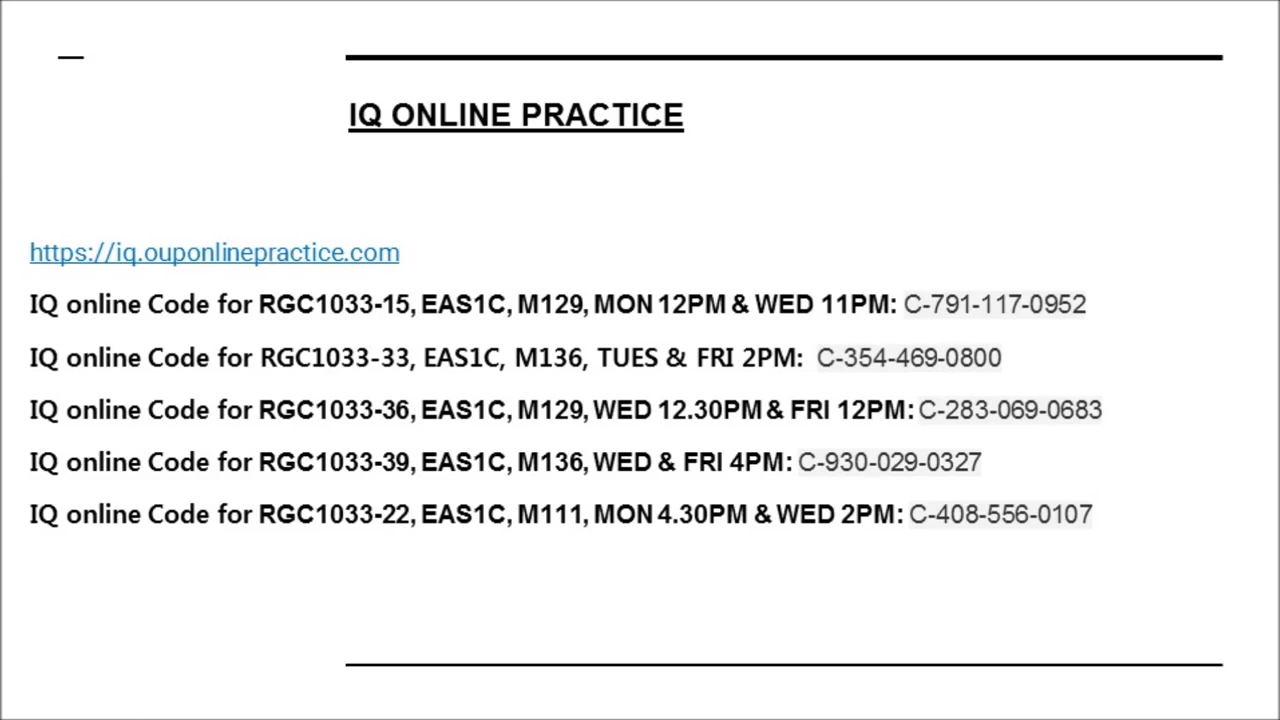 IQ ONLINE PRACTICE
https://iq.ouponlinepractice.com
IQ online Code for RGC1033-15, EAS1C, M129, MON 12PM & WED 11PM: C-791-117-0952
IQ online Code for RGC1033-33, EAS1C, M136, TUES & FRI 2PM: C-354-469-0800
IQ online Code for RGC1033-36, EAS1C, M129, WED 12.30PM & FRI 12PM: C-283-069-0683
IQ online Code for RGC1033-39, EAS1C, M136, WED & FRI 4PM: C-930-029-0327
IQ online Code for RGC1033-22, EAS1C, M111, MON 4.30PM & WED 2PM: C-408-556-0107